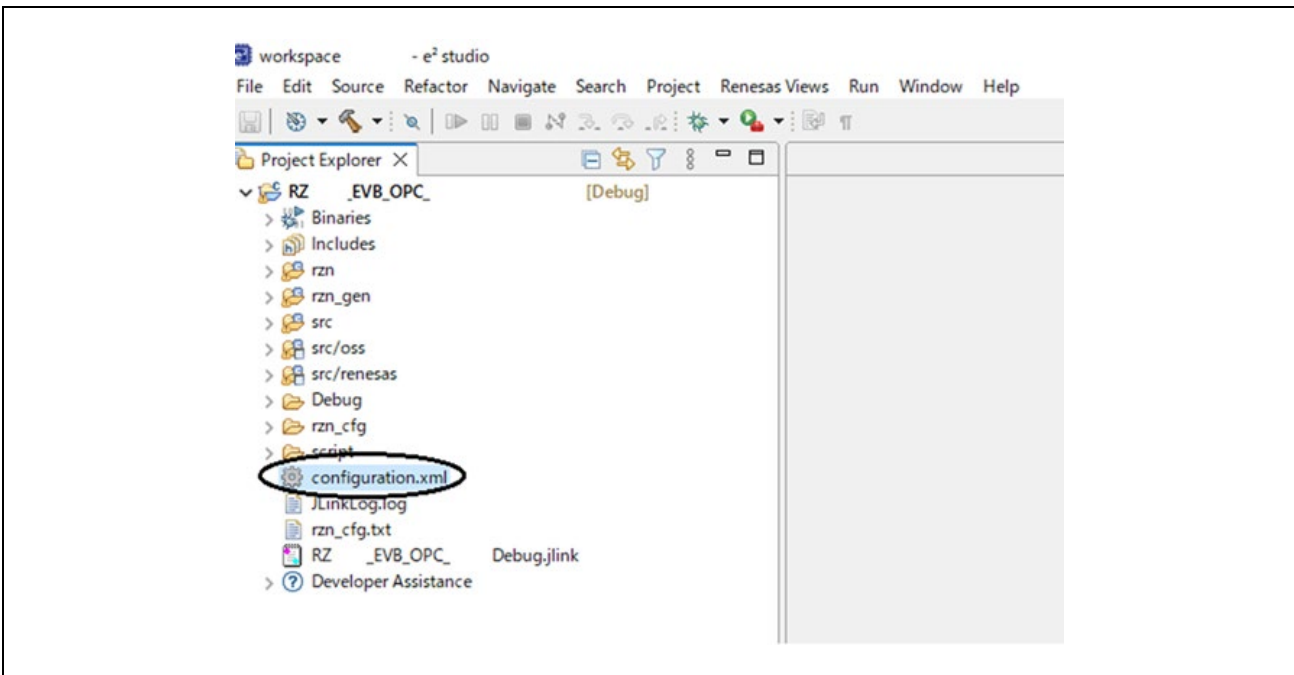 workspace - e² studio
File Edit Source Refactor Navigate Search Project Renesas Views Run Window Help
Project Explorer
RZ _EVB_OPC_ [Debug]
Binaries
Includes
rzn
rzn_gen
src
src/oss
src/renesas
Debug
rzn_cfg
script
configuration.xml
JLinkLog.log
rzn_cfg.txt
RZ _EVB_OPC_ Debug.jlink
Developer Assistance